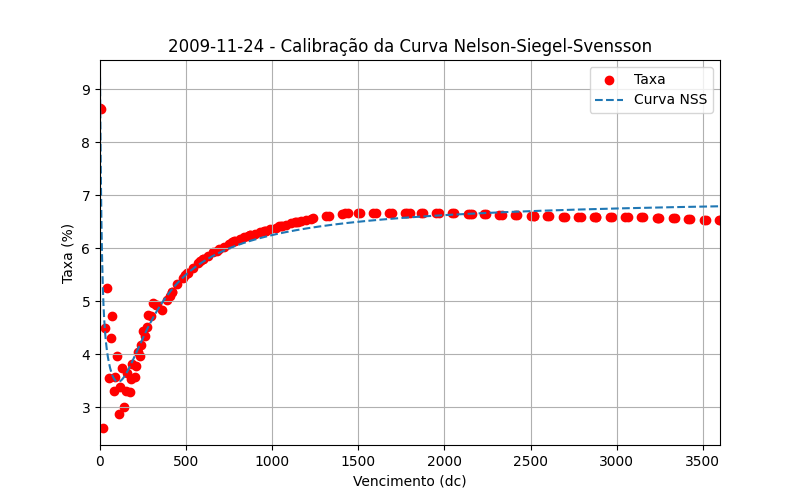 2009-11-24 - Calibração da Curva Nelson-Siegel-Svensson
Taxa
Curva NSS
Taxa (%)
9
8
7
6
5
4
3
0 500 1000 1500 2000 2500 3000 3500
Vencimento (dc)